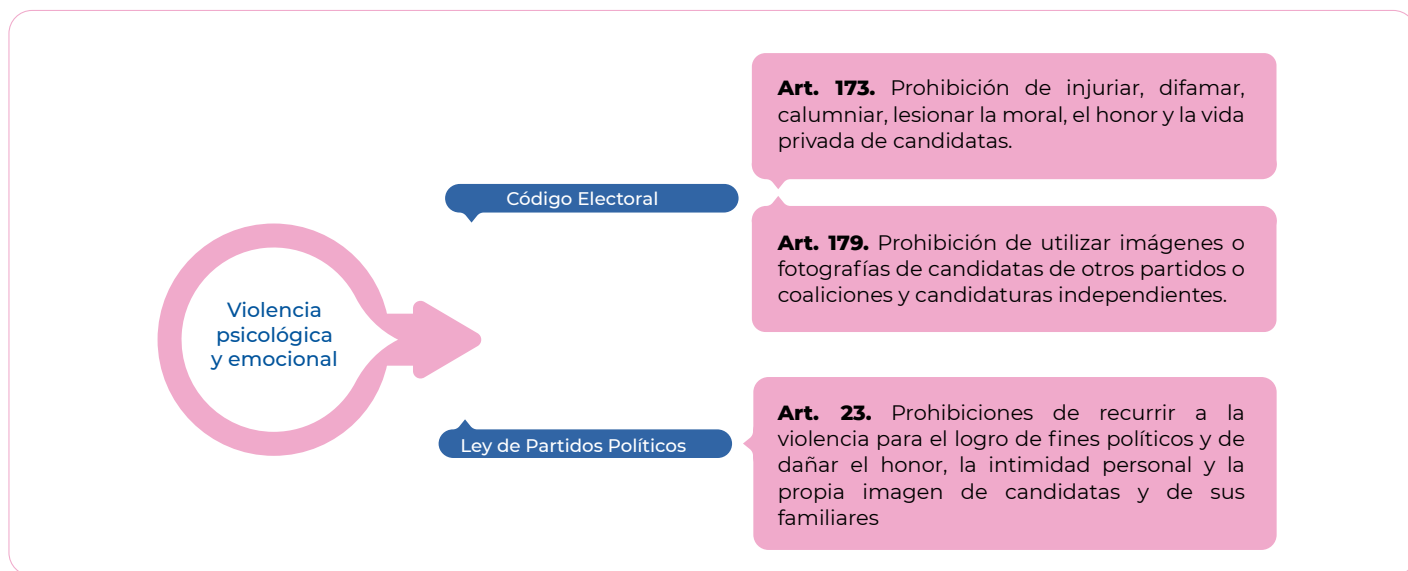 Violencia
psicológica
y emocional
Código Electoral
Art. 173. Prohibición de injuriar, difamar,
calumniar, lesionar la moral, el honor y la vida
privada de candidatas.
Art. 179. Prohibición de utilizar imágenes o
fotografías de candidatas de otros partidos o
coaliciones y candidaturas independientes.
Ley de Partidos Políticos
Art. 23. Prohibiciones de recurrir a la
violencia para el logro de fines políticos y de
dañar el honor, la intimidad personal y la
propia imagen de candidatas y de sus
familiares